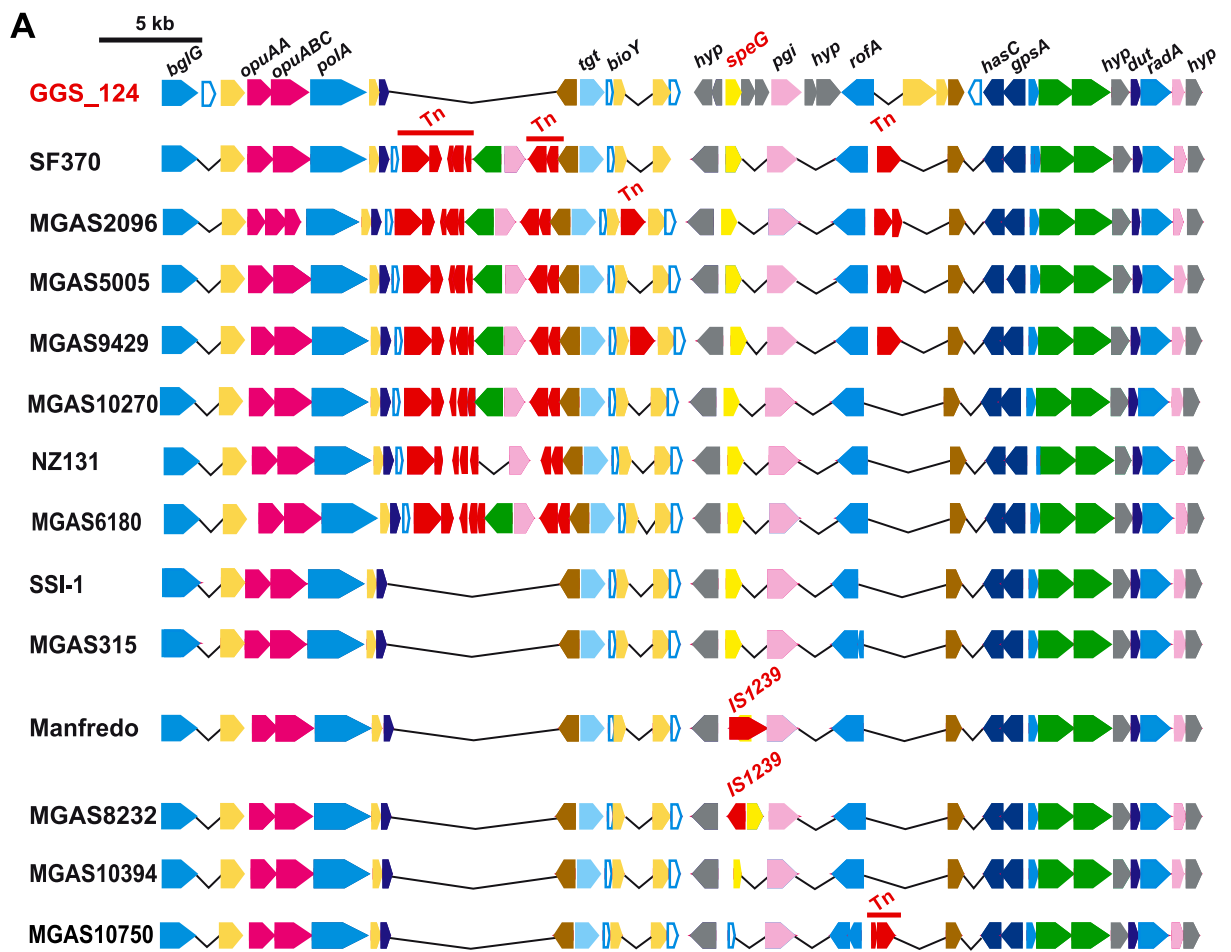 A
5 kb
bglG opuAA opuABC polA tgt bioY hyp speG pgi hyp rofA hasC gpsA hyp dut radA hyp
GGS_124
Tn Tn Tn
SF370
Tn
MGAS2096
MGAS5005
MGAS9429
MGAS10270
NZ131
MGAS6180
SSI-1
MGAS315
IS1239
Manfredo
IS1239
MGAS8232
MGAS10394
Tn
MGAS10750